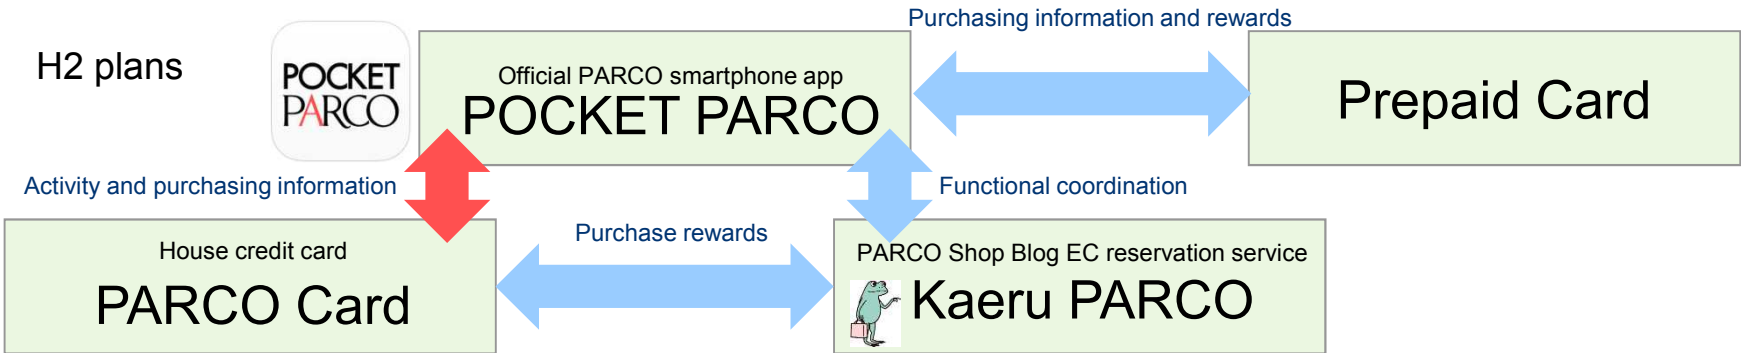 Purchasing information and rewards
H2 plans
POCKET
PARCO
Official PARCO smartphone app
POCKET PARCO
Prepaid Card
Activity and purchasing information
Functional coordination
House credit card
PARCO Card
Purchase rewards
PARCO Shop Blog EC reservation service
Kaeru PARCO